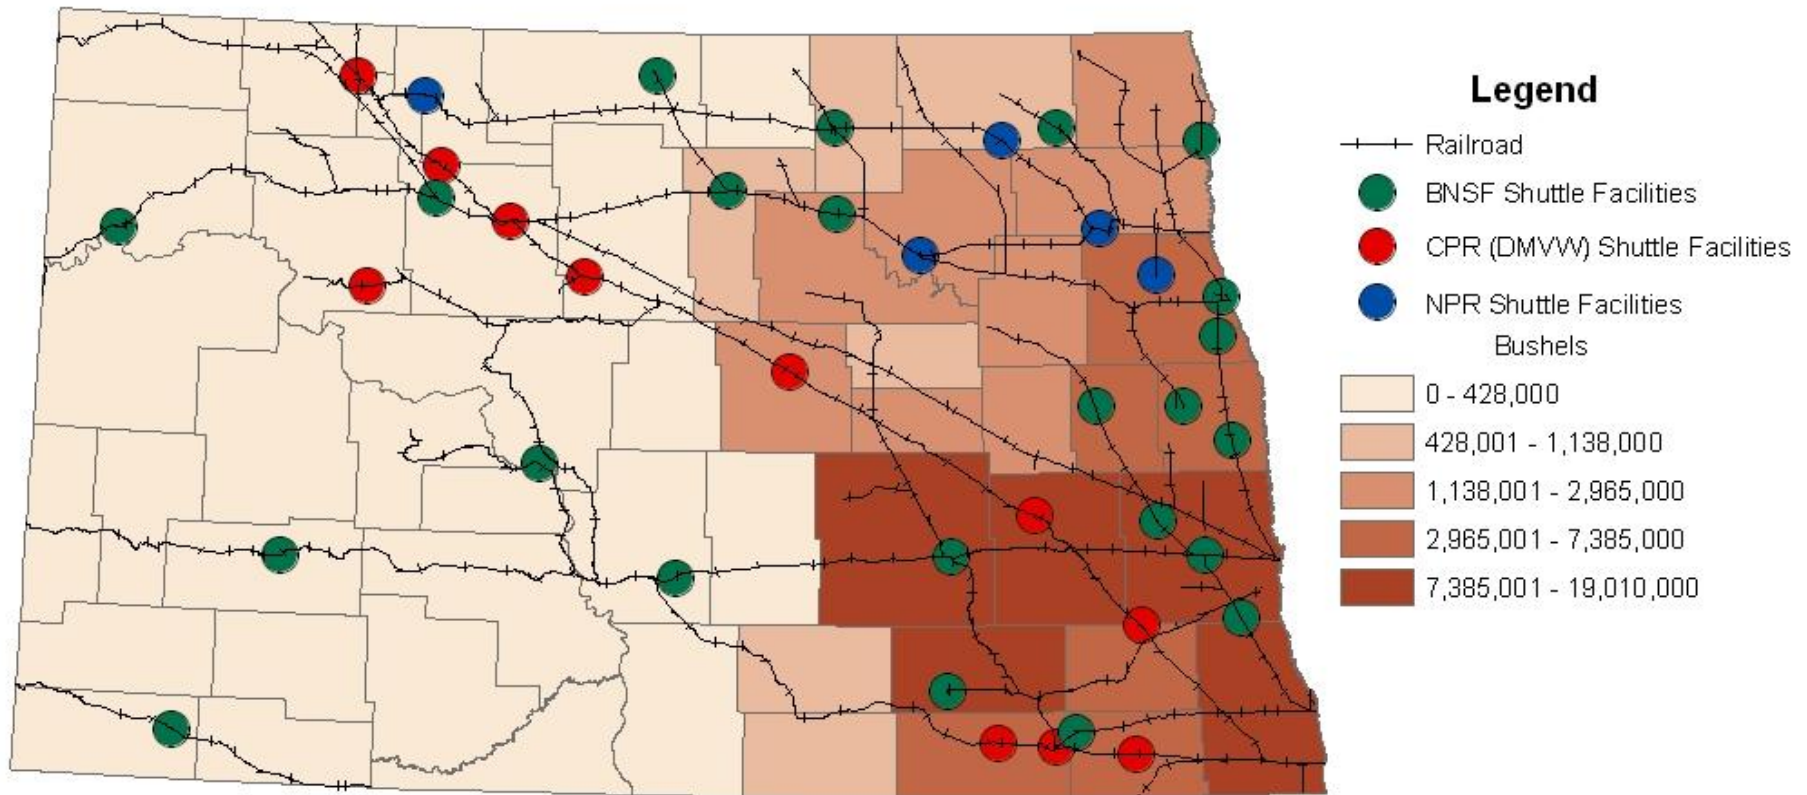 Legend
Railroad
BNSF Shuttle Facilities
CPR (DMVW) Shuttle Facilities
NPR Shuttle Facilities
Bushels
0 - 428,000
428,001 - 1,138,000
1,138,001 - 2,965,000
2,965,001 - 7,385,000
7,385,001 - 19,010,000